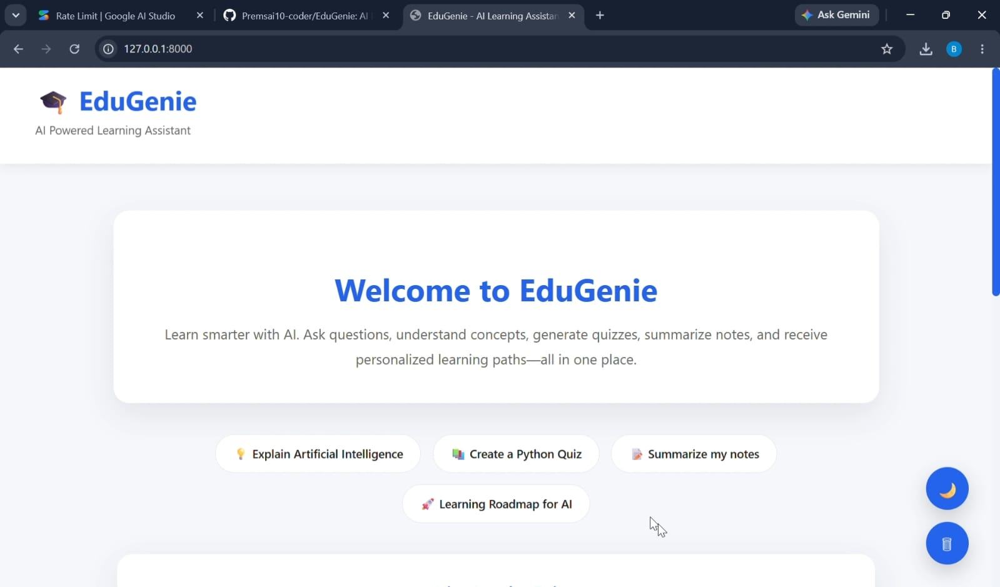 Rate Limit | Google AI Studio
Premsai10-coder/EduGenie: AI
EduGenie - AI Learning Assistan
Ask Gemini
127.0.0.1:8000
B
EduGenie
AI Powered Learning Assistant
Welcome to EduGenie
Learn smarter with AI. Ask questions, understand concepts, generate quizzes, summarize notes, and receive
personalized learning paths—all in one place.
Explain Artificial Intelligence
Create a Python Quiz
Summarize my notes
Learning Roadmap for AI